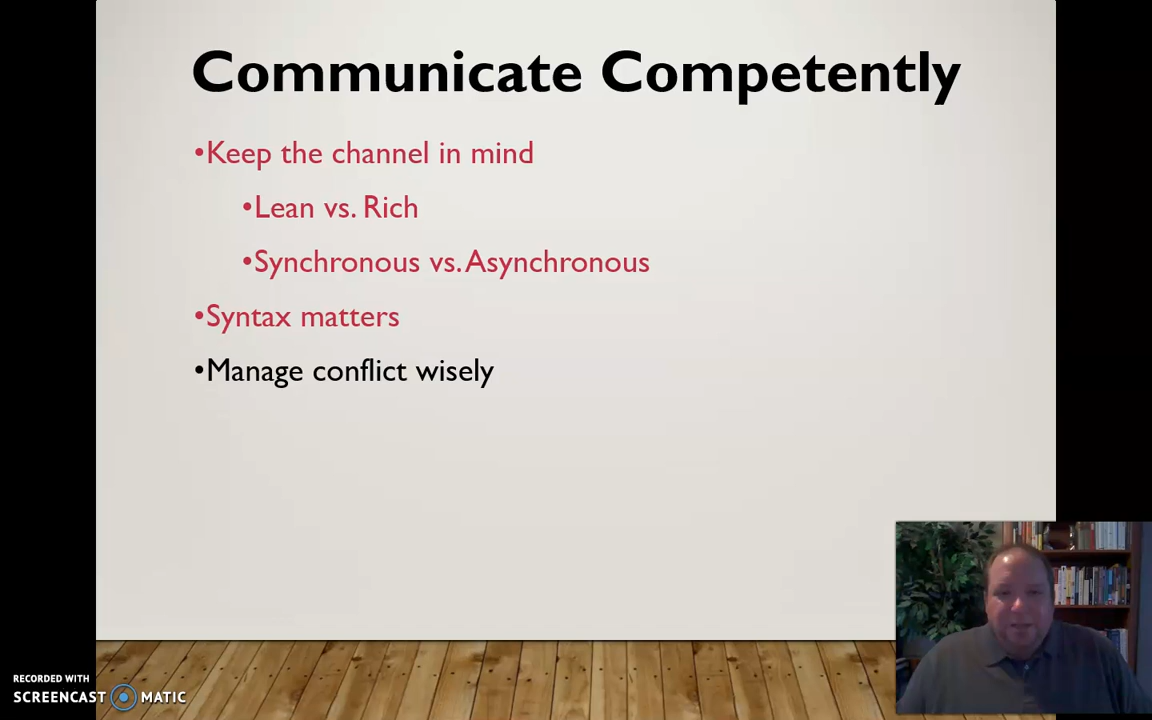 Communicate Competently
•Keep the channel in mind
•Lean vs. Rich
•Synchronous vs. Asynchronous
•Syntax matters
•Manage conflict wisely
RECORDED WITH
SCREENCAST MATIC